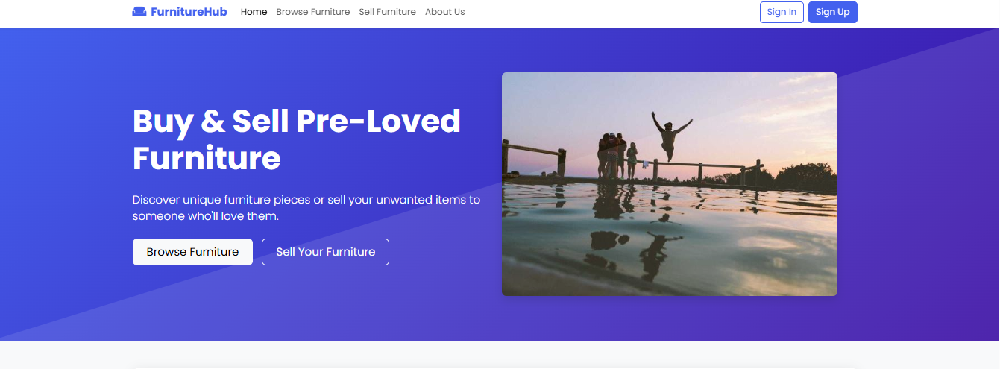 FurnitureHub Home Browse Furniture Sell Furniture About Us Sign In Sign Up
Buy & Sell Pre-Loved
Furniture
Discover unique furniture pieces or sell your unwanted items to
someone who'll love them.
Browse Furniture Sell Your Furniture